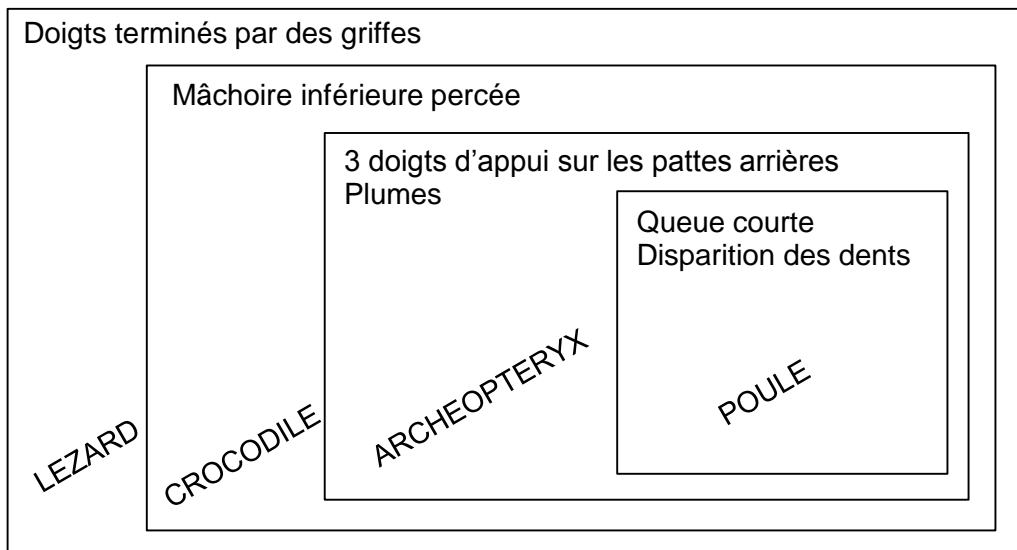 Doigts terminés par des griffes
Mâchoire inférieure percée
3 doigts d’appui sur les pattes arrières
Plumes
Queue courte
Disparition des dents
LEZARD
CROCODILE
ARCHEOPTERYX
POULE